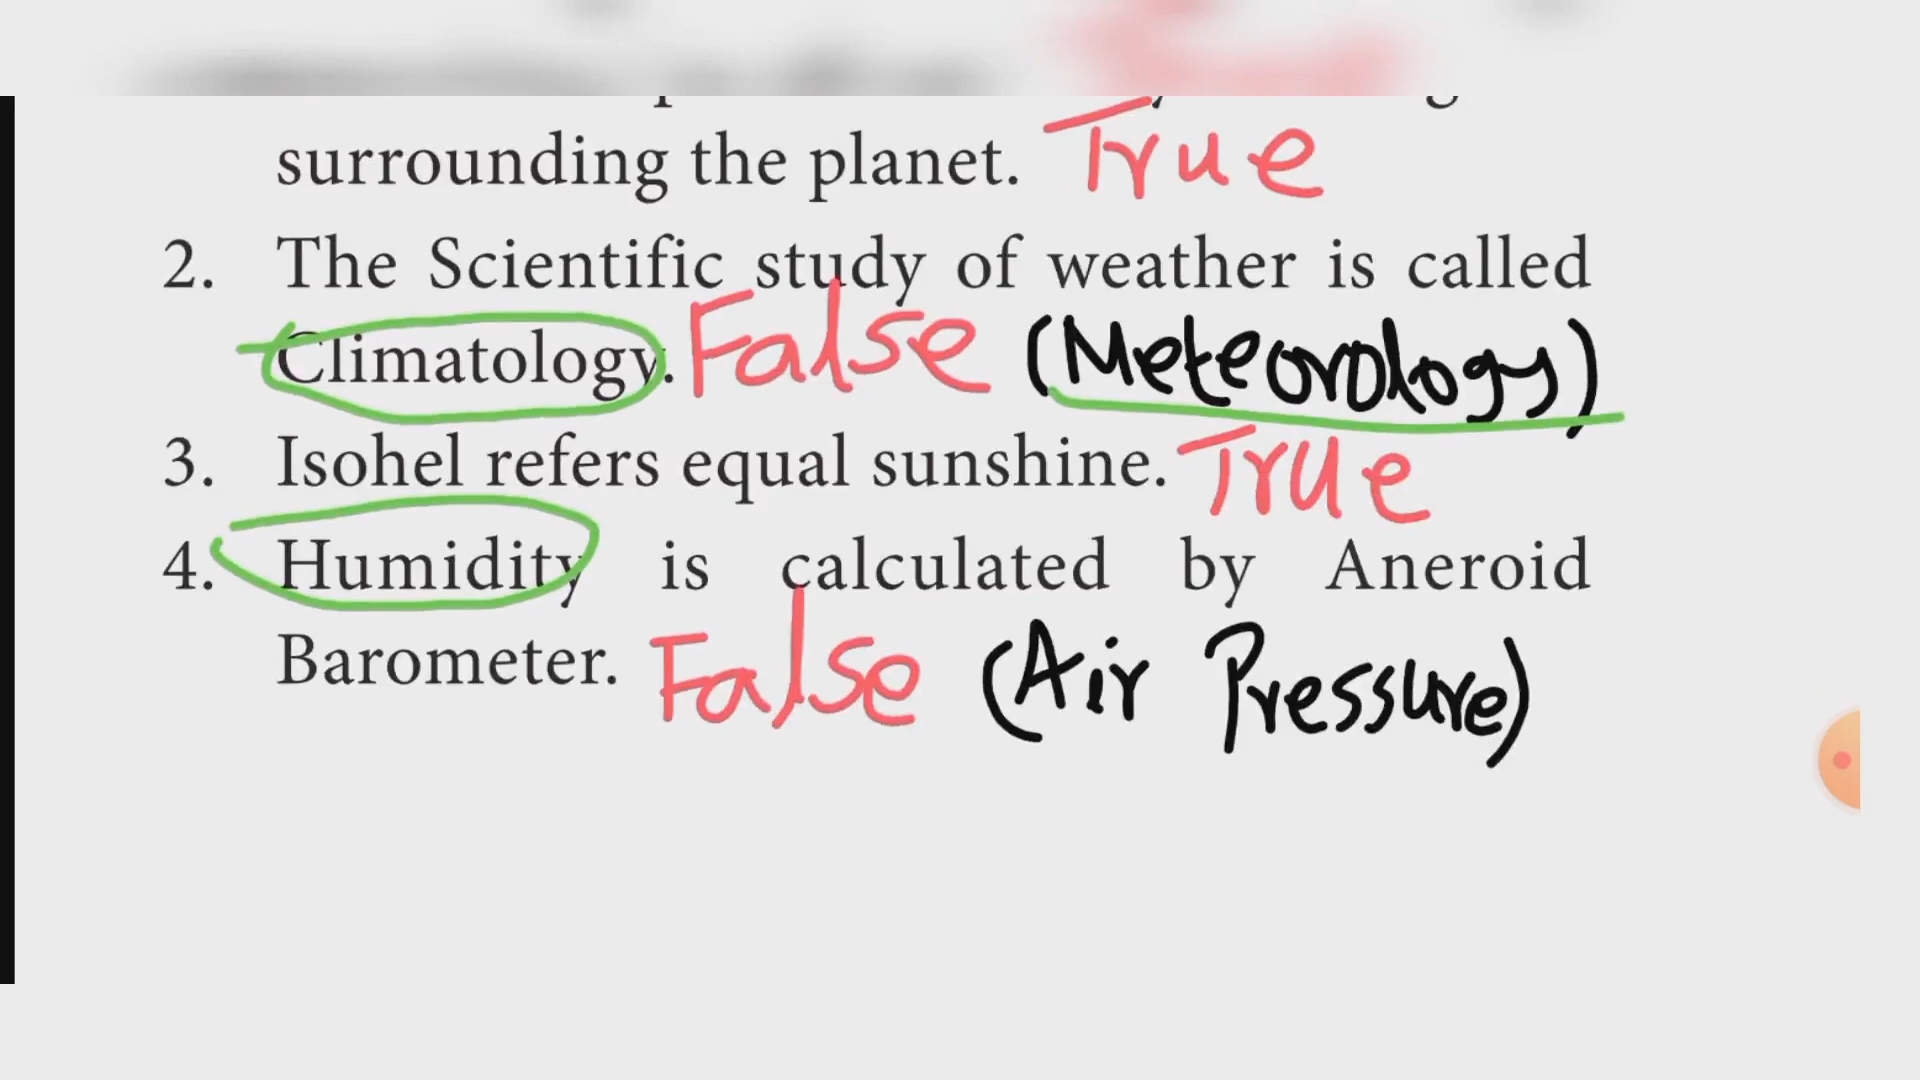 surrounding the planet. True
2. The Scientific study of weather is called
Climatology. False (Meteorology)
3. Isohel refers equal sunshine. True
4. Humidity is calculated by Aneroid
Barometer. False (Air Pressure)